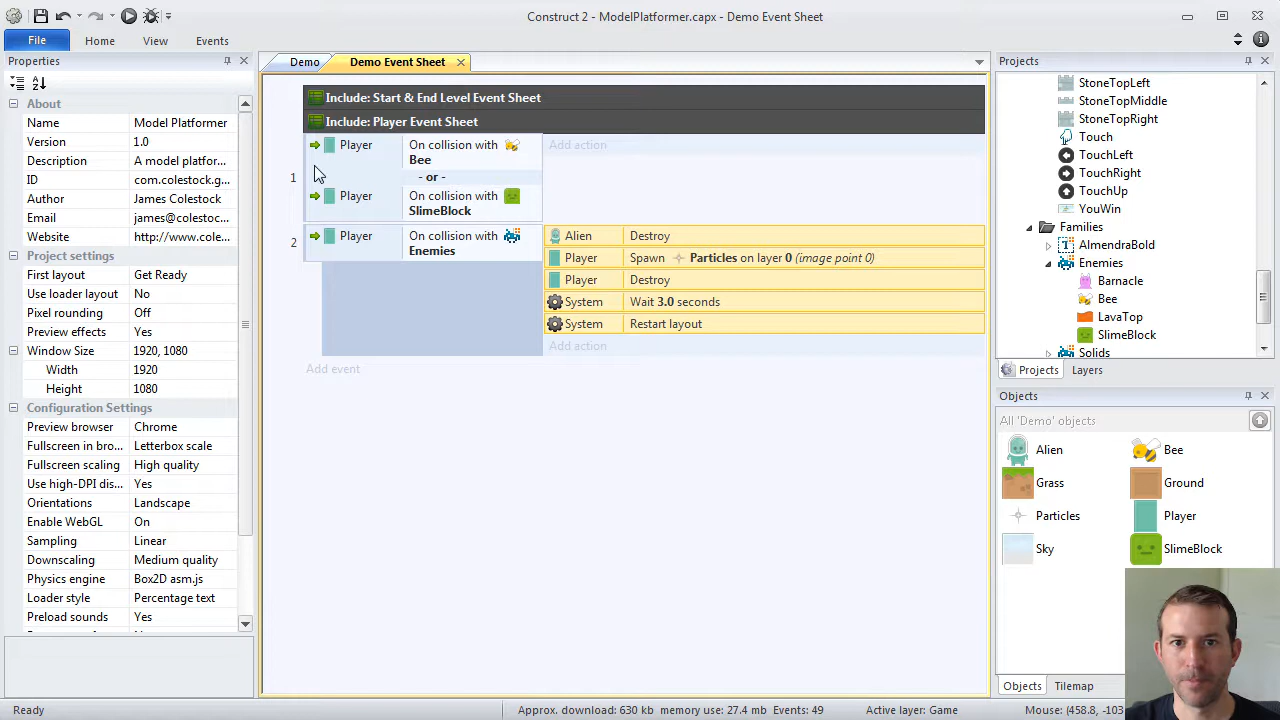 Construct 2 - ModelPlatformer.capx - Demo Event Sheet
File Home View Events
Properties
About
Name Model Platformer
Version 1.0
Description A model platfor...
ID com.colestock.g...
Author James Colestock
Email james@colestoc...
Website http://www.cole...
Project settings
First layout Get Ready
Use loader layout No
Pixel rounding Off
Preview effects Yes
Window Size 1920, 1080
Width 1920
Height 1080
Configuration Settings
Preview browser Chrome
Fullscreen in bro... Letterbox scale
Fullscreen scaling High quality
Use high-DPI dis... Yes
Orientations Landscape
Enable WebGL On
Sampling Linear
Downscaling Medium quality
Physics engine Box2D asm.js
Loader style Percentage text
Preload sounds Yes
Demo Demo Event Sheet
Include: Start & End Level Event Sheet
Include: Player Event Sheet
1
Player On collision with Bee
- or -
Player On collision with SlimeBlock
Add action
2
Player On collision with Enemies
Alien Destroy
Player Spawn Particles on layer 0 (image point 0)
Player Destroy
System Wait 3.0 seconds
System Restart layout
Add action
Add event
Projects
StoneTopLeft
StoneTopMiddle
StoneTopRight
Touch
TouchLeft
TouchRight
TouchUp
YouWin
Families
AlmendraBold
Enemies
Barnacle
Bee
LavaTop
SlimeBlock
Solids
Projects Layers
Objects
All 'Demo' objects
Alien Bee
Grass Ground
Particles Player
Sky SlimeBlock
Objects Tilemap
Ready
Approx. download: 630 kb memory use: 27.4 mb Events: 49 Active layer: Game Mouse: (458.8, -103